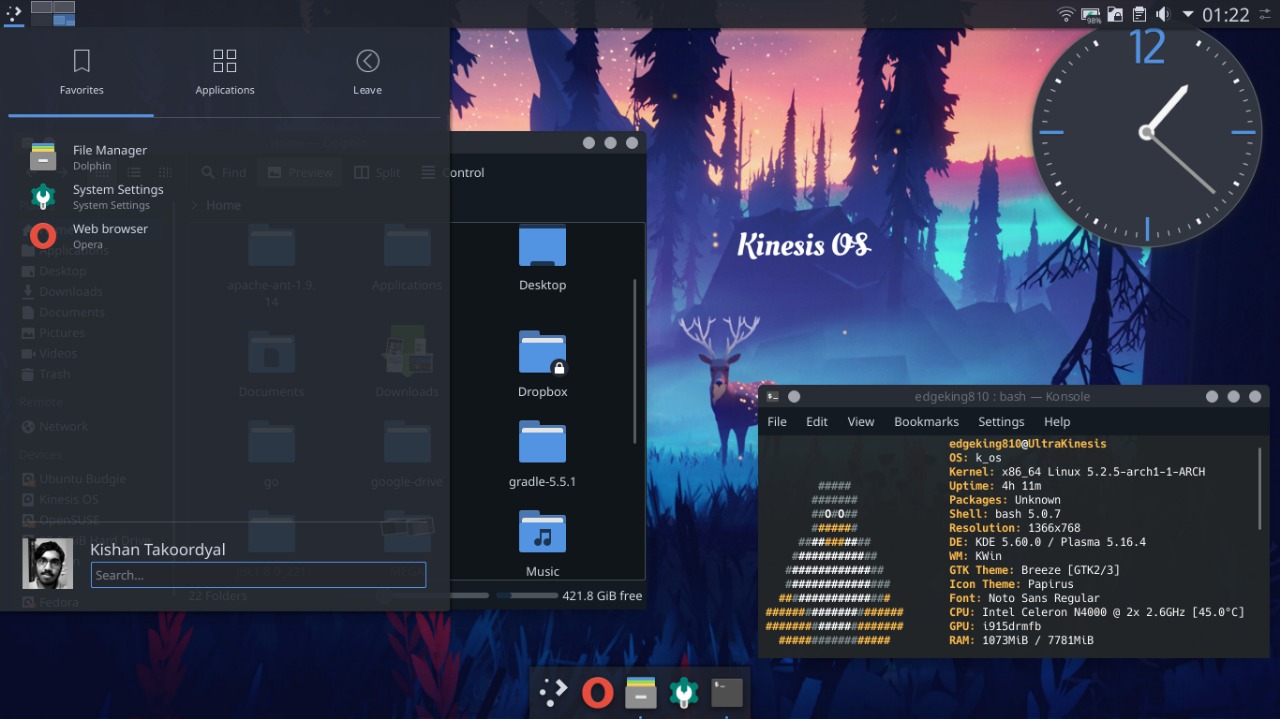 98%
01:22
Favorites
Applications
Leave
File Manager
Dolphin
System Settings
System Settings
Web browser
Opera
Find
Preview
Split
Control
Home
Applications
Desktop
Downloads
Documents
Pictures
Videos
Trash
Remote
Network
Devices
Ubuntu Budgie
Kinesis OS
OpenSUSE
Fedora
apache-ant-1.9.
14
Applications
Desktop
Documents
Downloads
Dropbox
go
google-drive
gradle-5.5.1
Music
22 Folders
421.8 GiB free
Kishan Takoordyal
Search...
12
Kinesis OS
edgeking810 : bash — Konsole
File Edit View Bookmarks Settings Help
edgeking810@UltraKinesis
OS: k_os
Kernel: x86_64 Linux 5.2.5-arch1-1-ARCH
Uptime: 4h 11m
Packages: Unknown
Shell: bash 5.0.7
Resolution: 1366x768
DE: KDE 5.60.0 / Plasma 5.16.4
WM: KWin
GTK Theme: Breeze [GTK2/3]
Icon Theme: Papirus
Font: Noto Sans Regular
CPU: Intel Celeron N4000 @ 2x 2.6GHz [45.0°C]
GPU: i915drmfb
RAM: 1073MiB / 7781MiB